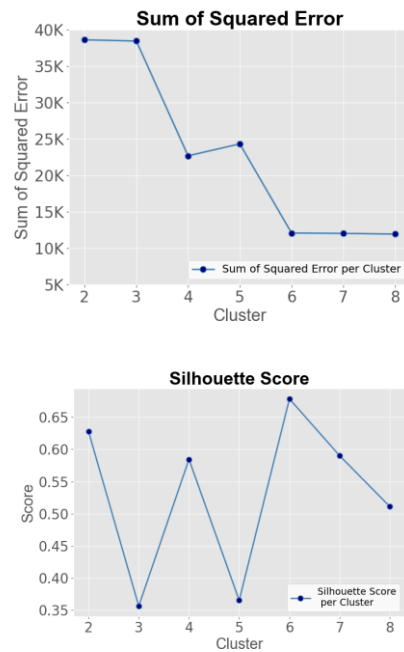 Sum of Squared Error
40K
35K
30K
25K
20K
15K
10K
5K
Sum of Squared Error
Sum of Squared Error per Cluster
2 3 4 5 6 7 8
Cluster
Silhouette Score
0.65
0.60
0.55
0.50
0.45
0.40
0.35
Score
Silhouette Score
per Cluster
2 3 4 5 6 7 8
Cluster